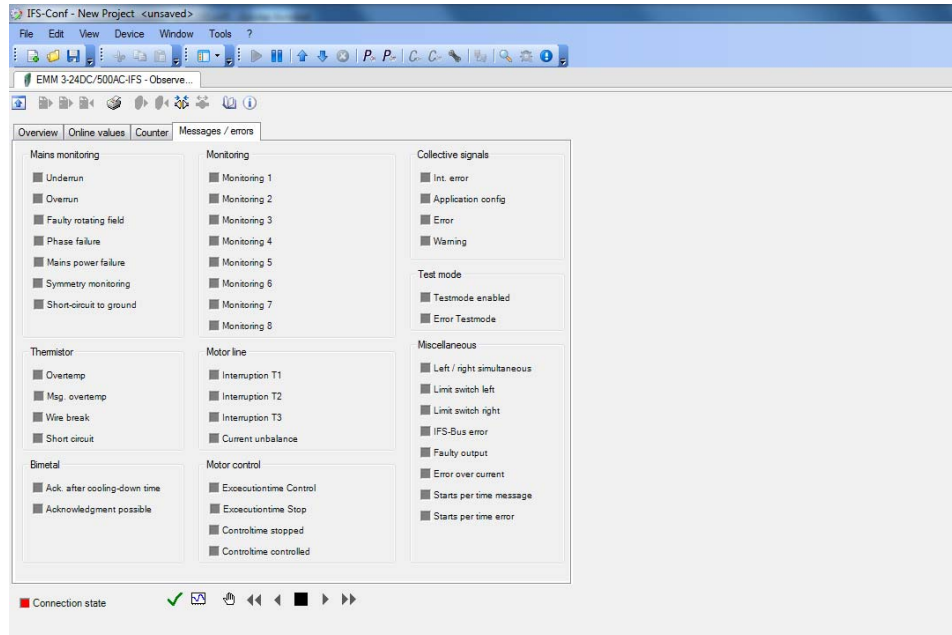 IFS-Conf - New Project <unsaved>
File Edit View Device Window Tools ?
EMM 3-24DC/500AC-IFS - Observe...
Overview Online values Counter Messages / errors
Mains monitoring
Underrun
Overrun
Faulty rotating field
Phase failure
Mains power failure
Symmetry monitoring
Short-circuit to ground
Thermistor
Overtemp
Msg. overtemp
Wire break
Short circuit
Bimetal
Ack. after cooling-down time
Acknowledgment possible
Monitoring
Monitoring 1
Monitoring 2
Monitoring 3
Monitoring 4
Monitoring 5
Monitoring 6
Monitoring 7
Monitoring 8
Motor line
Interruption T1
Interruption T2
Interruption T3
Current unbalance
Motor control
Excecutiontime Control
Excecutiontime Stop
Controltime stopped
Controltime controlled
Collective signals
Int. error
Application config
Error
Warning
Test mode
Testmode enabled
Error Testmode
Miscellaneous
Left / right simultaneous
Limit switch left
Limit switch right
IFS-Bus error
Faulty output
Error over current
Starts per time message
Starts per time error
Connection state